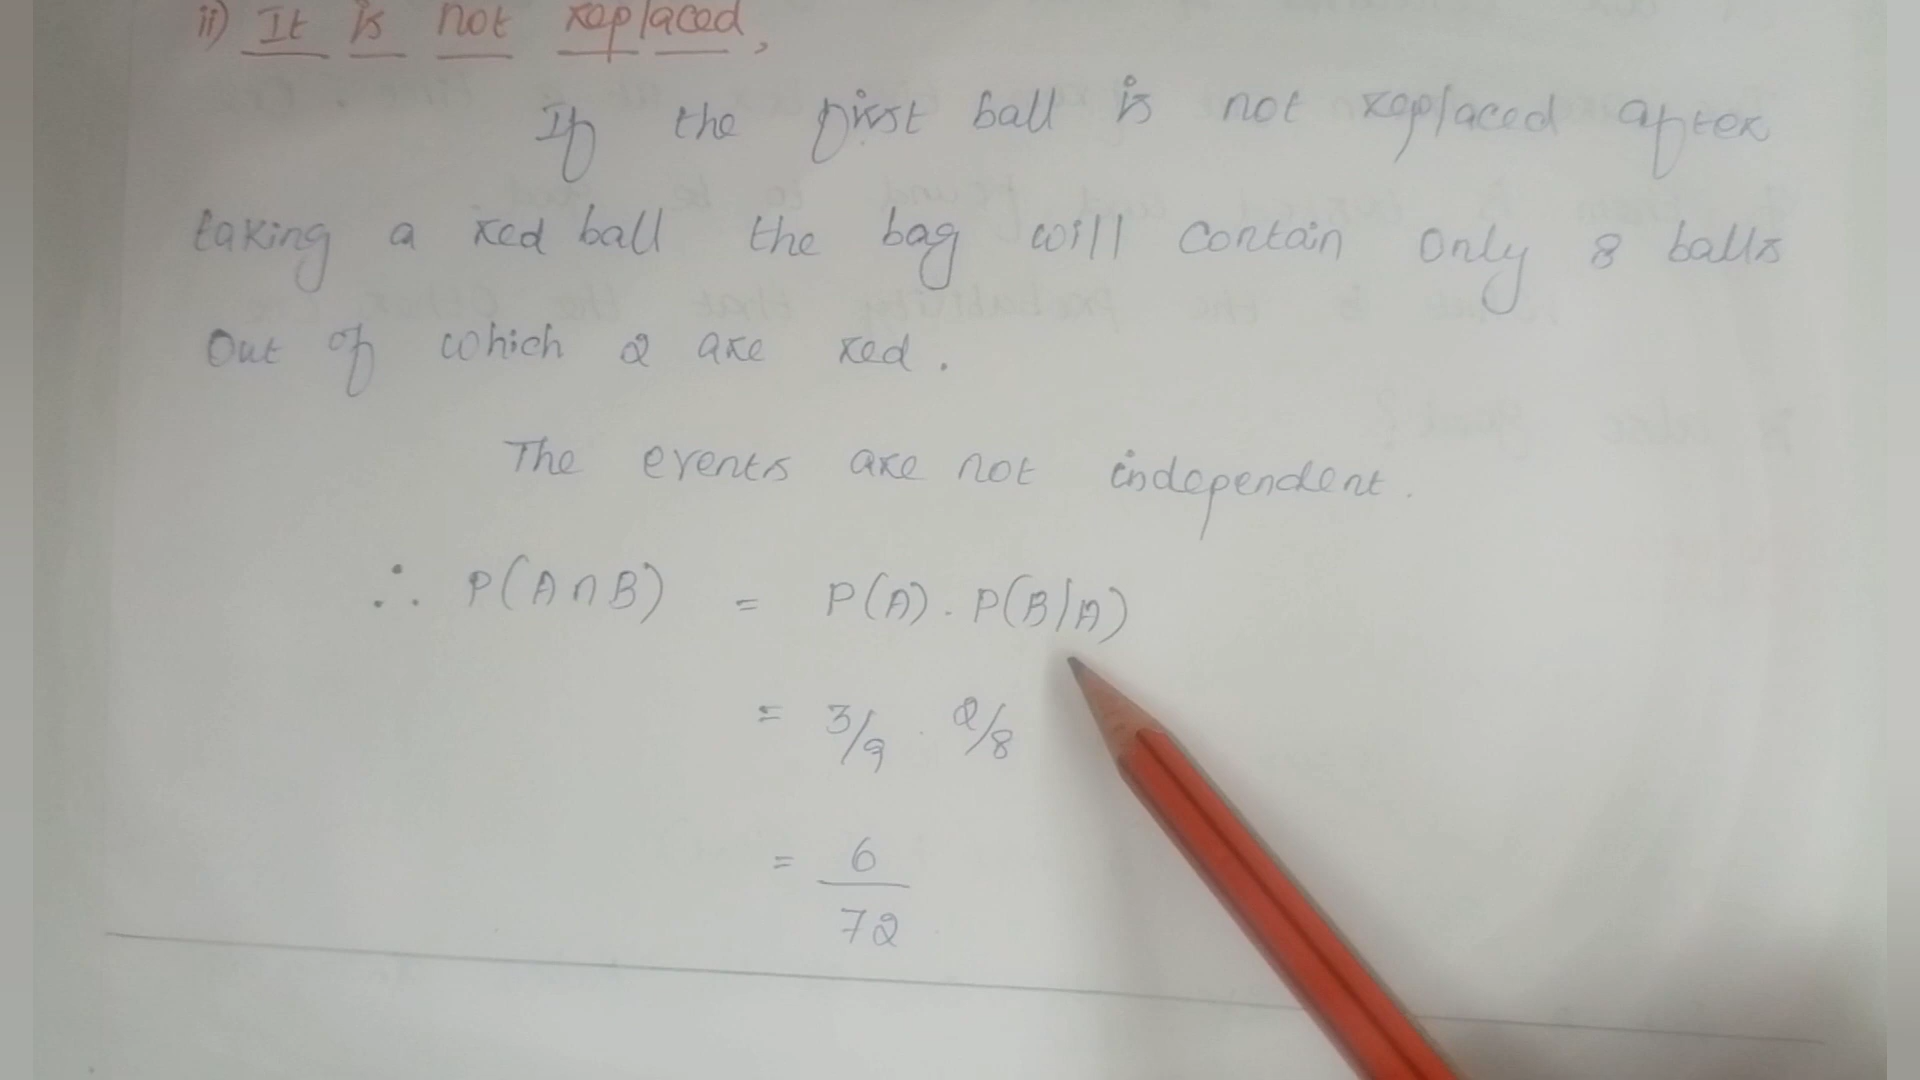 ii) It is not replaced,
If the first ball is not replaced after
taking a red ball the bag will contain only 8 balls
out of which 2 are red.
The events are not independent.
∴ P(A∩B) = P(A). P(B/A)
= 3/9 . 2/8
= 6/72